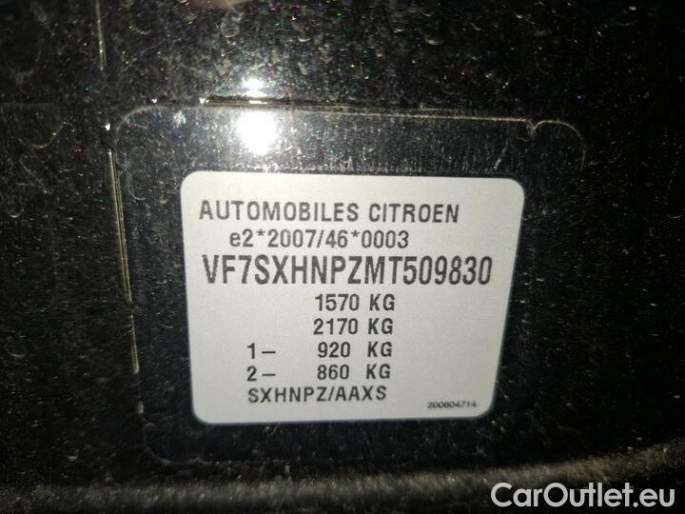 AUTOMOBILES CITROEN
e2*2007/46*0003
VF7SXHNPZMT509830
1570 KG
2170 KG
1- 920 KG
2- 860 KG
SXHNPZ/AAXS
200604714
CarOutlet.eu